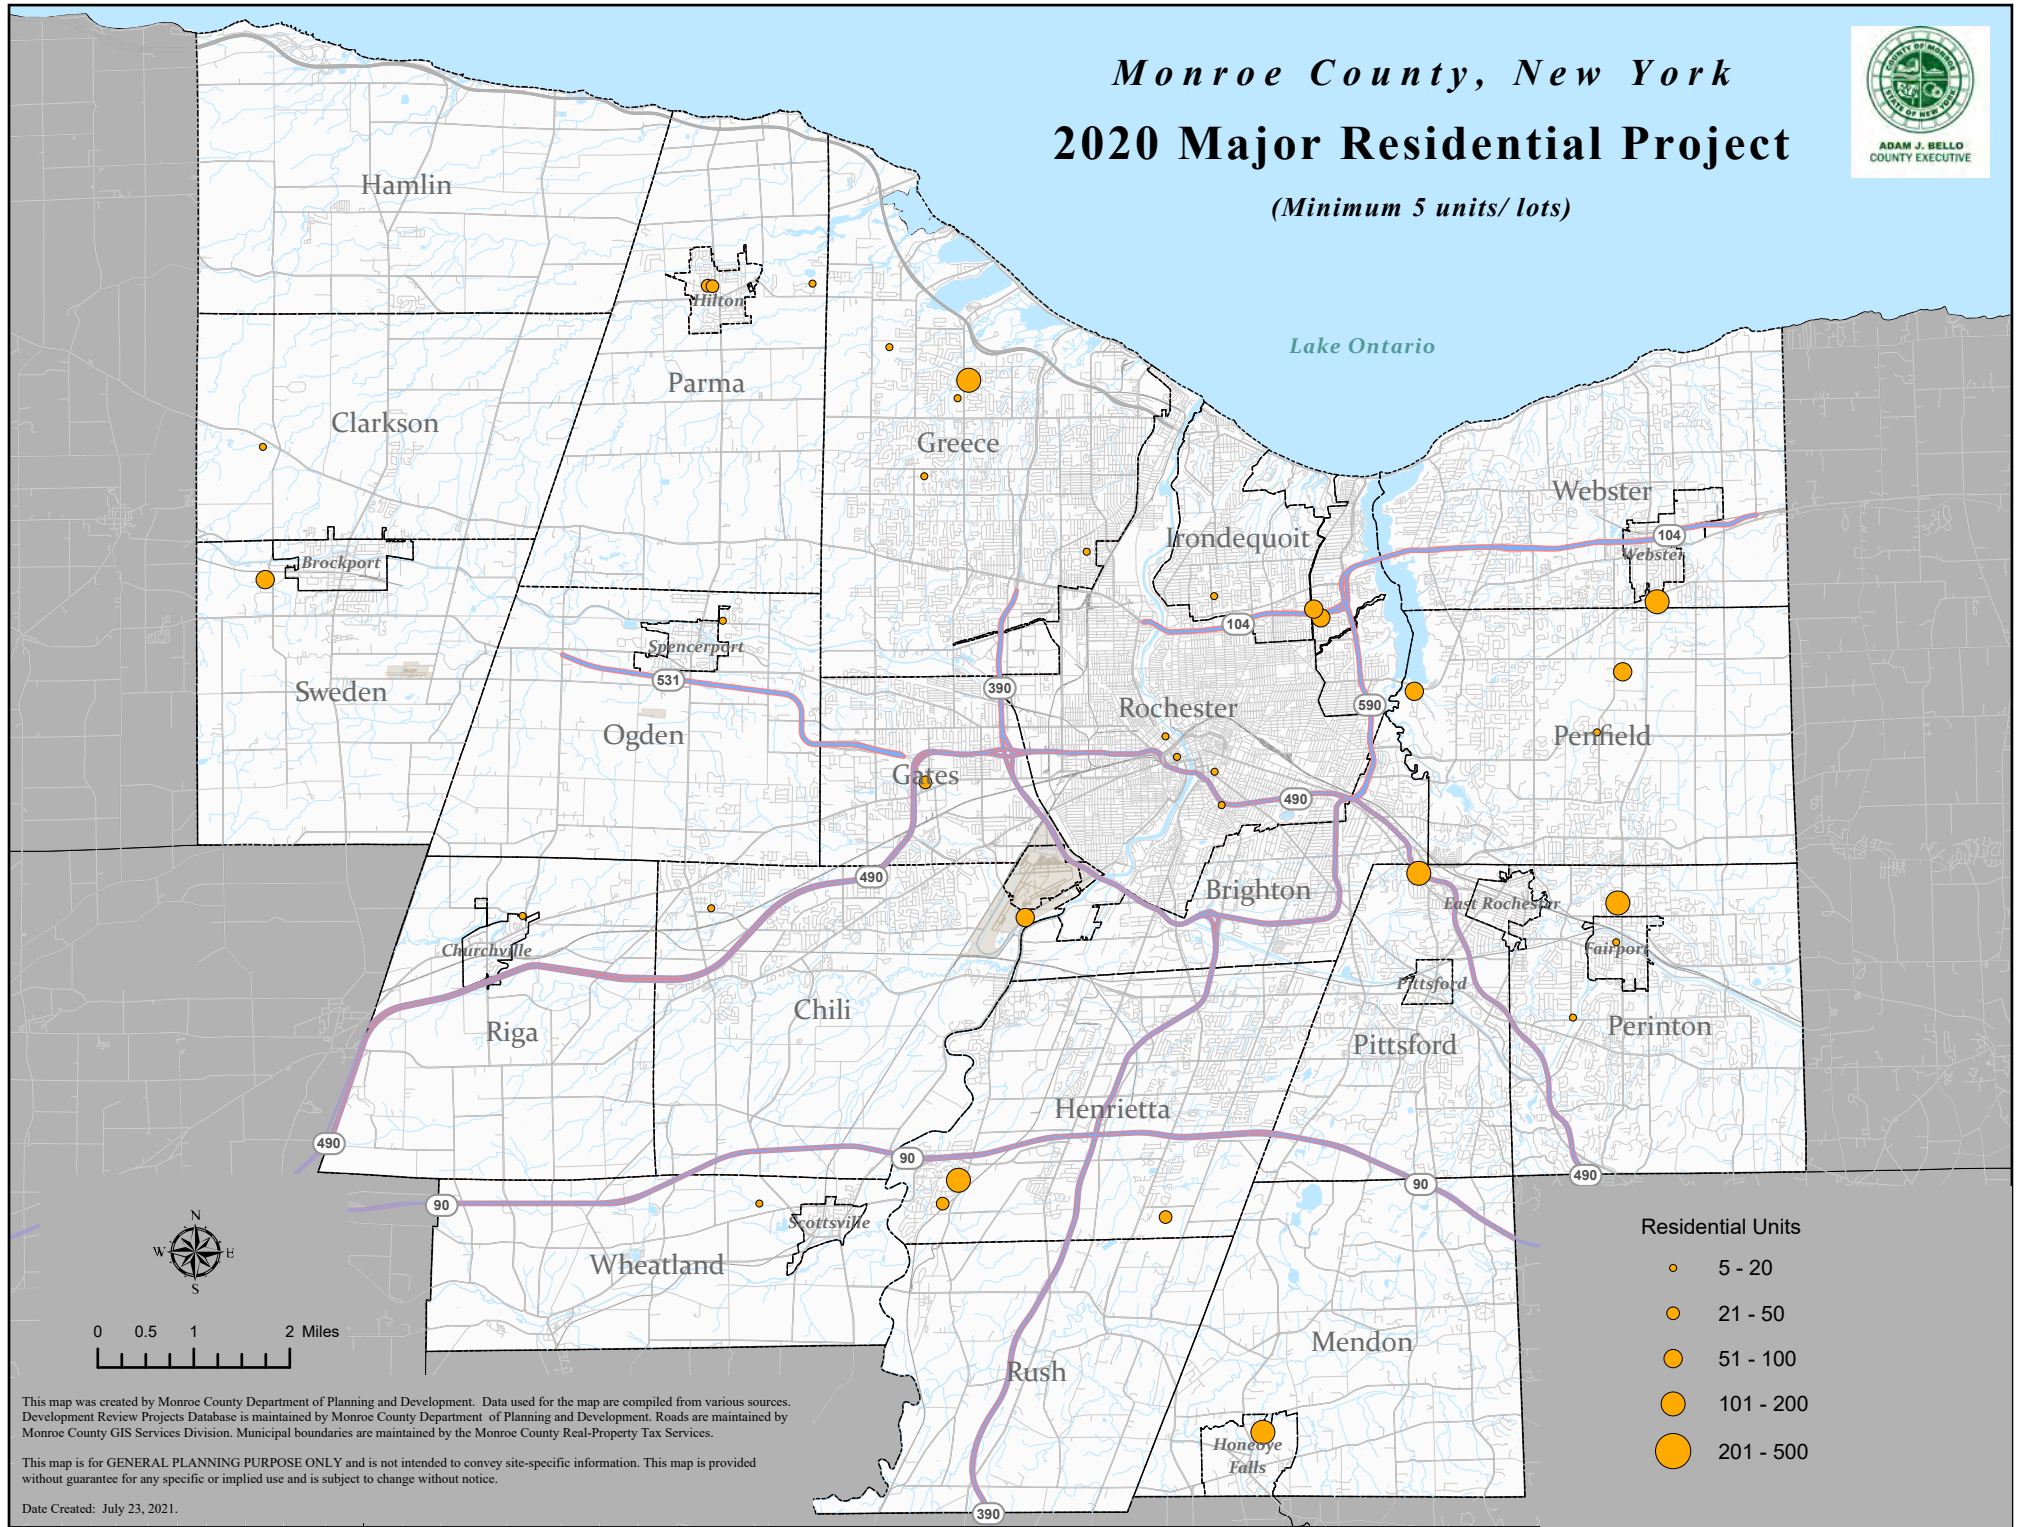 Monroe County, New York
2020 Major Residential Project
(Minimum 5 units/ lots)
COUNTY OF MONROE
STATE OF NEW YORK
ADAM J. BELLO
COUNTY EXECUTIVE
Hamlin
Hilton
Lake Ontario
Parma
Clarkson
Greece
Webster
Irondequoit
104
Webster
Brockport
104
Spencerport
531
Sweden
390
Rochester
590
Ogden
Penfield
Gates
490
490
Brighton
East Rochester
Churchville
Fairport
Pittsford
Chili
Riga
Perinton
Pittsford
Henrietta
490
90
490
90
90
Scottsville
Wheatland
N
W E
S
Residential Units
5 - 20
21 - 50
51 - 100
101 - 200
201 - 500
0 0.5 1 2 Miles
Mendon
Rush
Honeoye
Falls
390
This map was created by Monroe County Department of Planning and Development. Data used for the map are compiled from various sources.
Development Review Projects Database is maintained by Monroe County Department of Planning and Development. Roads are maintained by
Monroe County GIS Services Division. Municipal boundaries are maintained by the Monroe County Real-Property Tax Services.
This map is for GENERAL PLANNING PURPOSE ONLY and is not intended to convey site-specific information. This map is provided
without guarantee for any specific or implied use and is subject to change without notice.
Date Created: July 23, 2021.